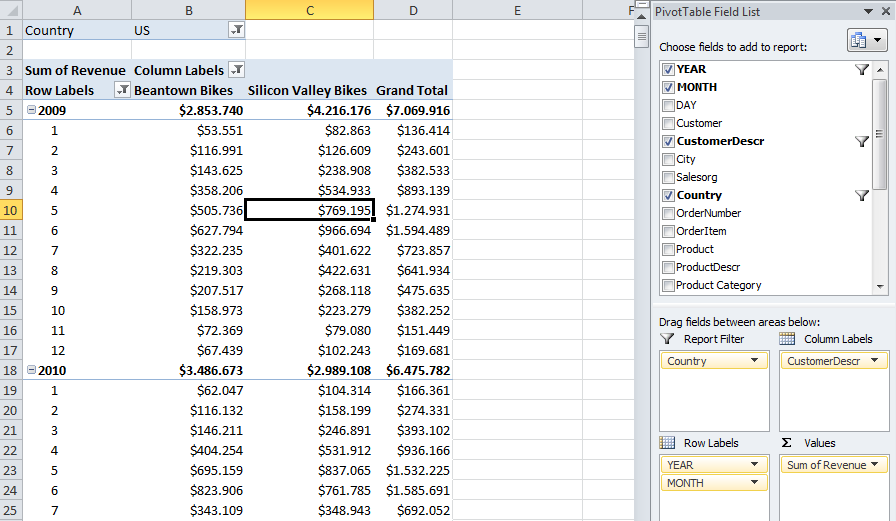 A B C D E F PivotTable Field List
1 Country US
2
Choose fields to add to report:
3 Sum of Revenue Column Labels
4 Row Labels Beantown Bikes Silicon Valley Bikes Grand Total
5 2009 $2.853.740 $4.216.176 $7.069.916
6 1 $53.551 $82.863 $136.414
7 2 $116.991 $126.609 $243.601
8 3 $143.625 $238.908 $382.533
9 4 $358.206 $534.933 $893.139
10 5 $505.736 $769.195 $1.274.931
11 6 $627.794 $966.694 $1.594.489
12 7 $322.235 $401.622 $723.857
13 8 $219.303 $422.631 $641.934
14 9 $207.517 $268.118 $475.635
15 10 $158.973 $223.279 $382.252
16 11 $72.369 $79.080 $151.449
17 12 $67.439 $102.243 $169.681
18 2010 $3.486.673 $2.989.108 $6.475.782
19 1 $62.047 $104.314 $166.361
20 2 $116.132 $158.199 $274.331
21 3 $146.211 $246.891 $393.102
22 4 $404.254 $531.912 $936.166
23 5 $695.159 $837.065 $1.532.225
24 6 $823.906 $761.785 $1.585.691
25 7 $343.109 $348.943 $692.052
YEAR
MONTH
DAY
Customer
CustomerDescr
City
Salesorg
Country
OrderNumber
OrderItem
Product
ProductDescr
Product Category
Drag fields between areas below:
Report Filter Column Labels
Country CustomerDescr
Row Labels Σ Values
YEAR Sum of Revenue
MONTH